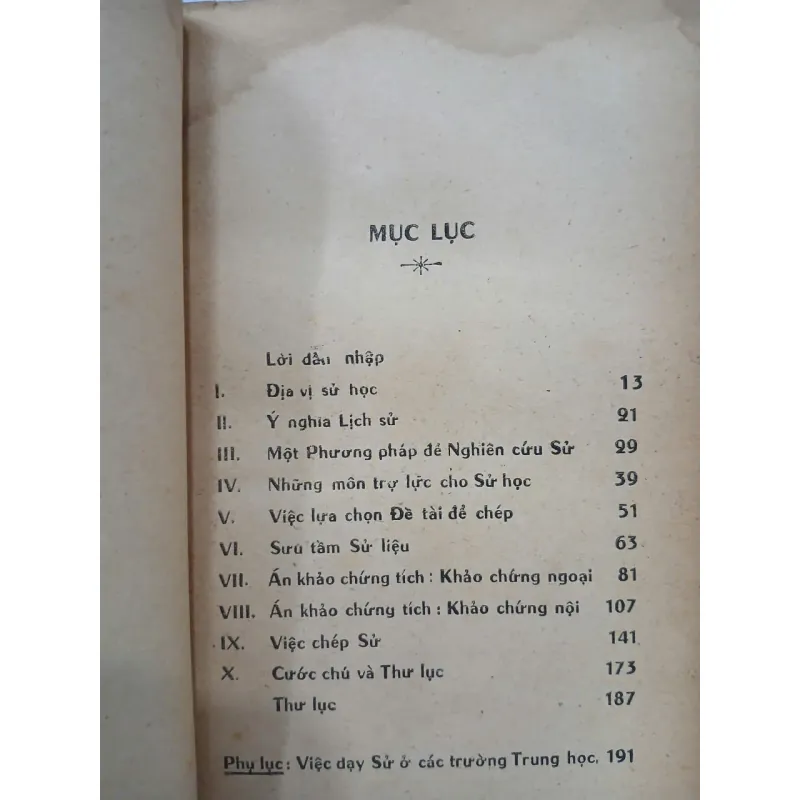 MỤC LỤC
Lời dẫn nhập
I. Địa vị sử học 13
II. Ý nghĩa Lịch sử 21
III. Một Phương pháp để Nghiên cứu Sử 29
IV. Những môn trợ lực cho Sử học 39
V. Việc lựa chọn Đề tài để chép 51
VI. Sưu tầm Sử liệu 63
VII. Án khảo chứng tích : Khảo chứng ngoại 81
VIII. Án khảo chứng tích : Khảo chứng nội 107
IX. Việc chép Sử 141
X. Cước chú và Thư lục 173
Thư lục 187
Phụ lục : Việc dạy Sử ở các trường Trung học. 191